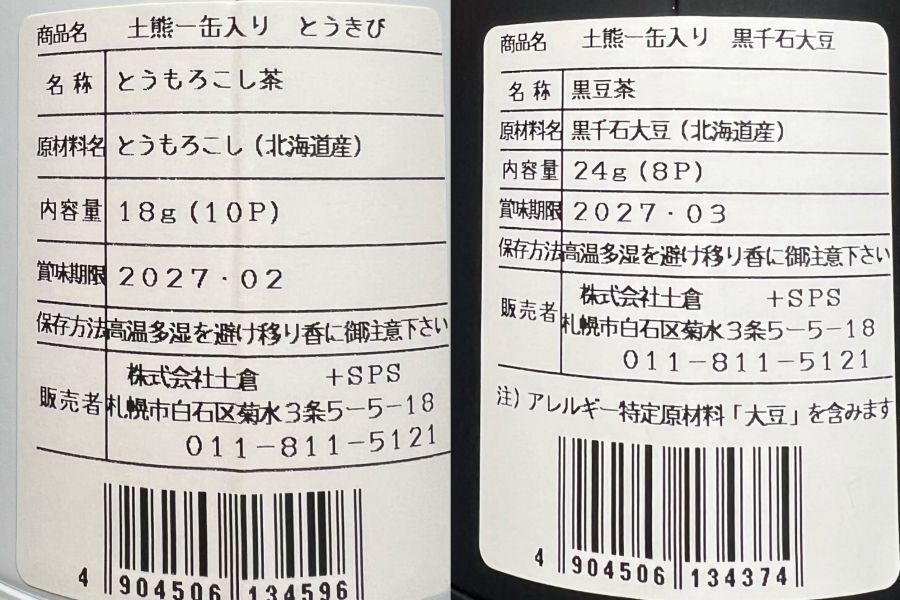 商品名 土熊一缶入り とうきび
名称 とうもろこし茶
原材料名 とうもろこし（北海道産）
内容量 18g（10P）
賞味期限 2027・02
保存方法 高温多湿を避け移り香に御注意下さい
販売者 株式会社土倉 +SPS
札幌市白石区菊水3条5-5-18
011-811-5121
4 904506 134596
商品名 土熊一缶入り 黒千石大豆
名称 黒豆茶
原材料名 黒千石大豆（北海道産）
内容量 24g（8P）
賞味期限 2027・03
保存方法 高温多湿を避け移り香に御注意下さい
販売者 株式会社土倉 +SPS
札幌市白石区菊水3条5-5-18
011-811-5121
注）アレルギー特定原材料「大豆」を含みます
4 904506 134374